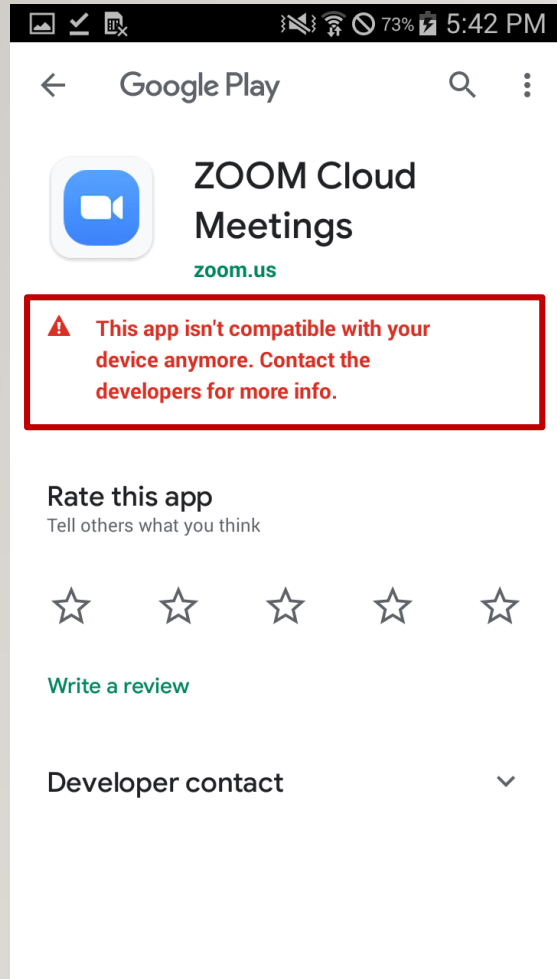 73% 5:42 PM
Google Play
ZOOM Cloud
Meetings
zoom.us
This app isn't compatible with your
device anymore. Contact the
developers for more info.
Rate this app
Tell others what you think
Write a review
Developer contact